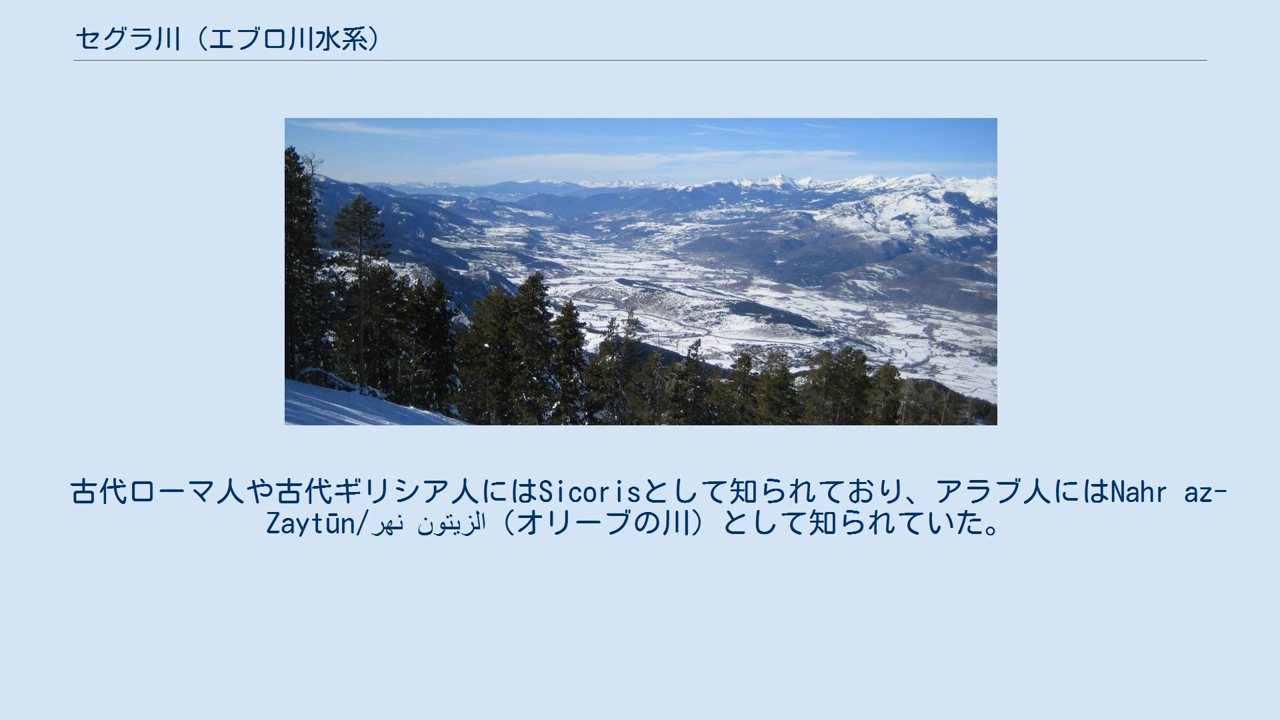 セグラ川（エブロ川水系）
古代ローマ人や古代ギリシア人にはSicorisとして知られており、アラブ人にはNahr az-
Zaytūn/نهر الزيتون（オリーブの川）として知られていた。